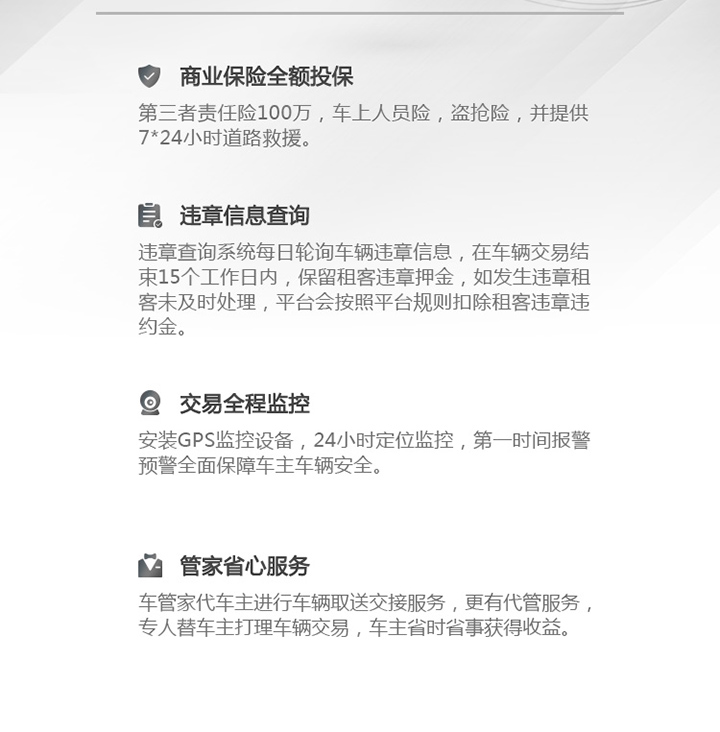 商业保险全额投保
第三者责任险100万，车上人员险，盗抢险，并提供
7*24小时道路救援。
违章信息查询
违章查询系统每日轮询车辆违章信息，在车辆交易结
束15个工作日内，保留租客违章押金，如发生违章租
客未及时处理，平台会按照平台规则扣除租客违章违
约金。
交易全程监控
安装GPS监控设备，24小时定位监控，第一时间报警
预警全面保障车主车辆安全。
管家省心服务
车管家代车主进行车辆取送交接服务，更有代管服务，
专人替车主打理车辆交易，车主省时省事获得收益。